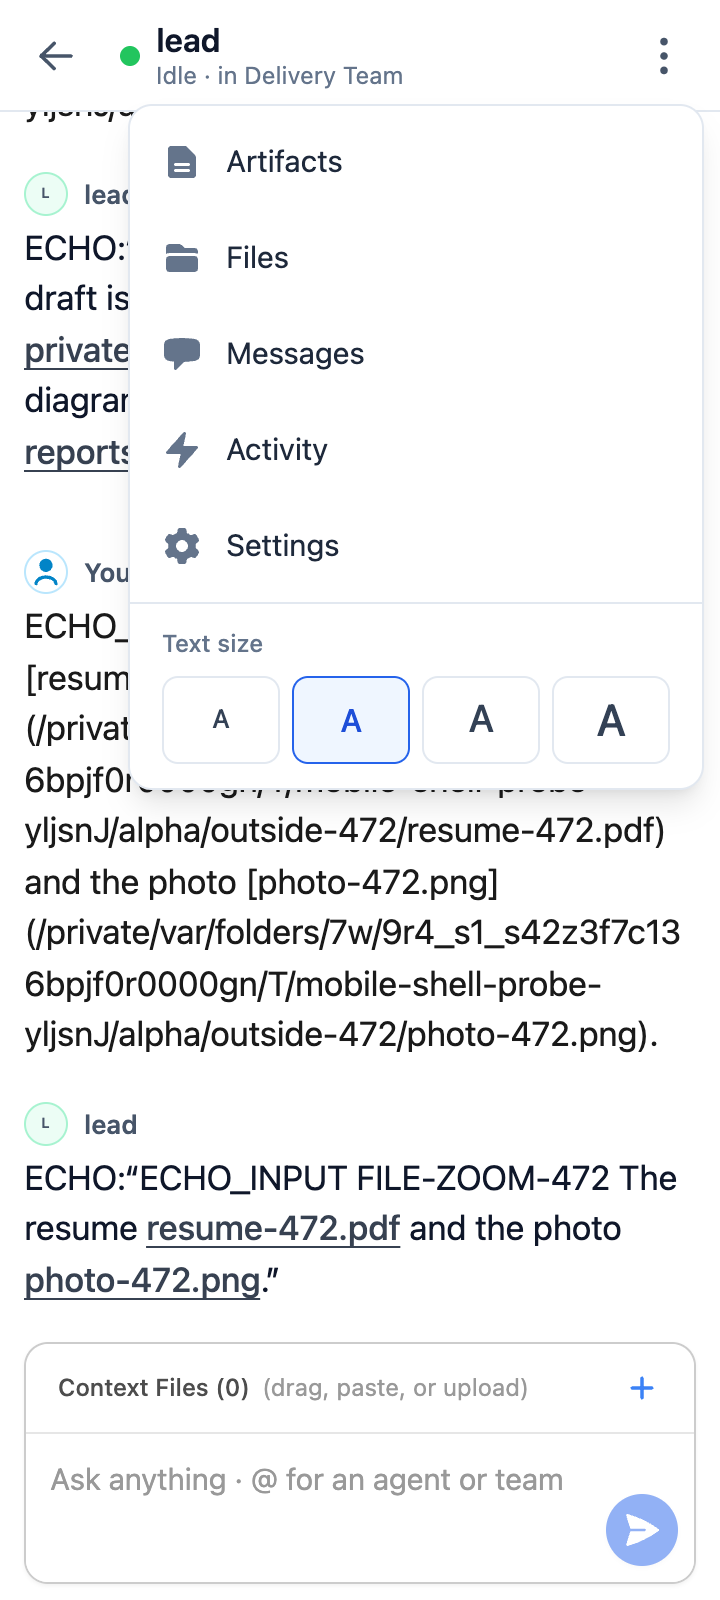 lead
Idle · in Delivery Team
Artifacts
Files
Messages
Activity
Settings
Text size
A
A
A
A
L
ECHO:
draft is
private
reports
You
ECHO_
[resum
(/privat
yljsnJ/alpha/outside-472/resume-472.pdf)
and the photo [photo-472.png]
(/private/var/folders/7w/9r4_s1_s42z3f7c13
6bpjf0r0000gn/T/mobile-shell-probe-
yljsnJ/alpha/outside-472/photo-472.png).
L
lead
ECHO:“ECHO_INPUT FILE-ZOOM-472 The
resume resume-472.pdf and the photo
photo-472.png.”
Context Files (0) (drag, paste, or upload)
Ask anything · @ for an agent or team